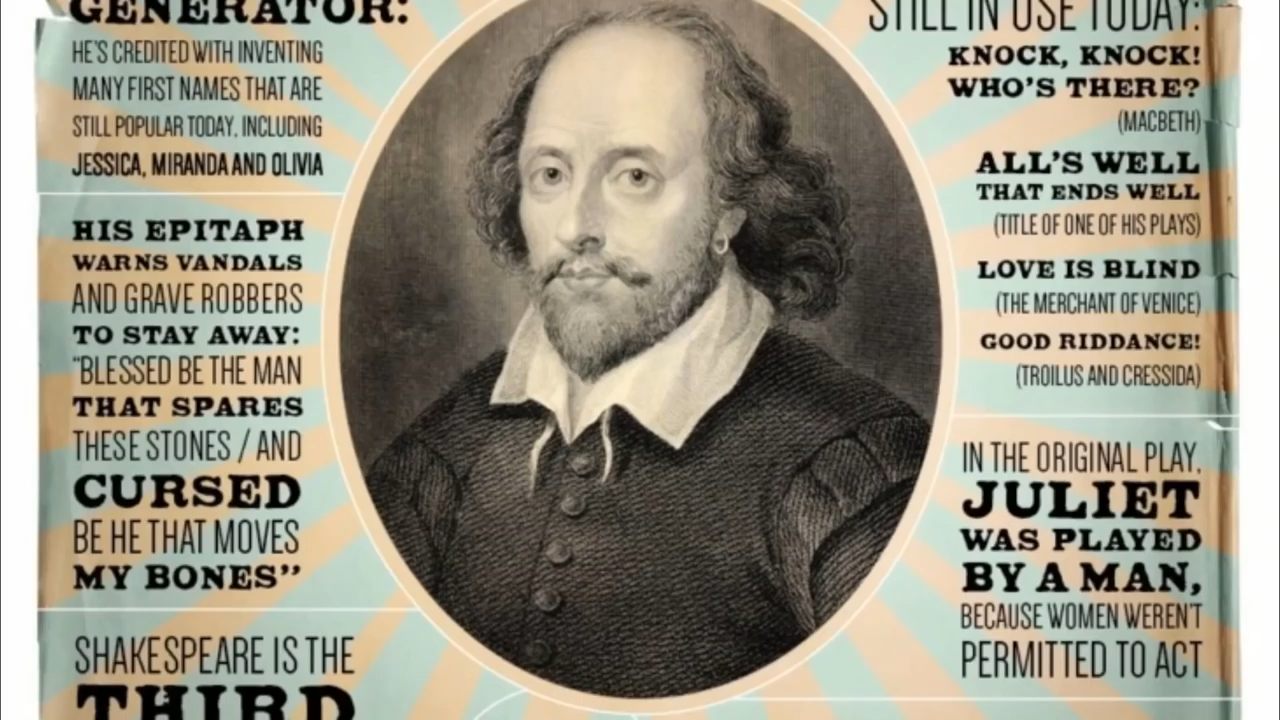 GENERATOR:
HE'S CREDITED WITH INVENTING
MANY FIRST NAMES THAT ARE
STILL POPULAR TODAY, INCLUDING
JESSICA, MIRANDA AND OLIVIA
HIS EPITAPH
WARNS VANDALS
AND GRAVE ROBBERS
TO STAY AWAY:
“BLESSED BE THE MAN
THAT SPARES
THESE STONES / AND
CURSED
BE HE THAT MOVES
MY BONES”
SHAKESPEARE IS THE
THIRD
STILL IN USE TODAY:
KNOCK, KNOCK!
WHO'S THERE?
(MACBETH)
ALL'S WELL
THAT ENDS WELL
(TITLE OF ONE OF HIS PLAYS)
LOVE IS BLIND
(THE MERCHANT OF VENICE)
GOOD RIDDANCE!
(TROILUS AND CRESSIDA)
IN THE ORIGINAL PLAY,
JULIET
WAS PLAYED
BY A MAN,
BECAUSE WOMEN WEREN'T
PERMITTED TO ACT